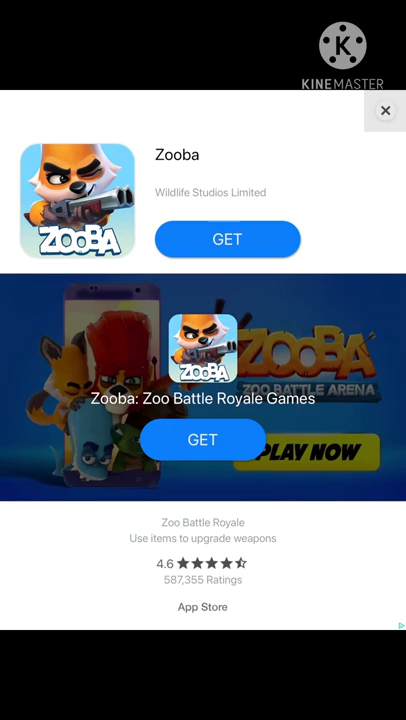 K
KINEMASTER
Zooba
Wildlife Studios Limited
GET
ZOOBA
ZOOBA
ZOO BATTLE ARENA
ZOOBA
Zooba: Zoo Battle Royale Games
GET
PLAY NOW
Zoo Battle Royale
Use items to upgrade weapons
4.6
587,355 Ratings
App Store